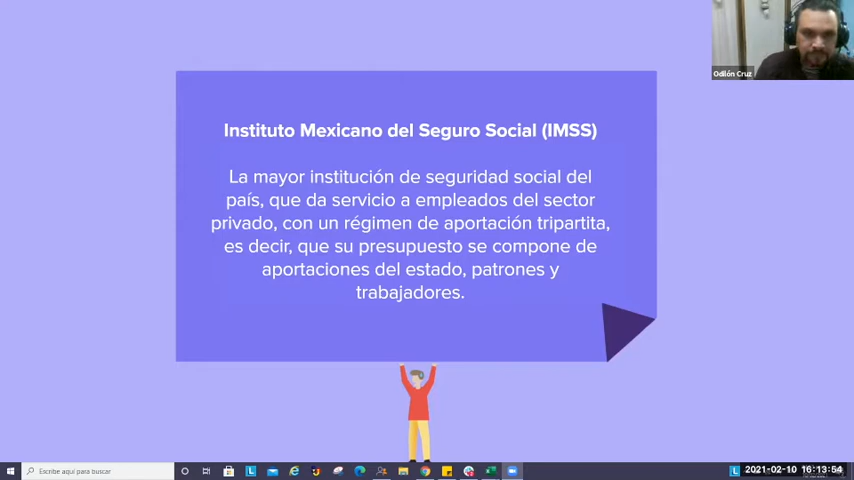 Odilón Cruz
Instituto Mexicano del Seguro Social (IMSS)
La mayor institución de seguridad social del
país, que da servicio a empleados del sector
privado, con un régimen de aportación tripartita,
es decir, que su presupuesto se compone de
aportaciones del estado, patrones y
trabajadores.
Escribe aquí para buscar
2021-02-10 16:13:54